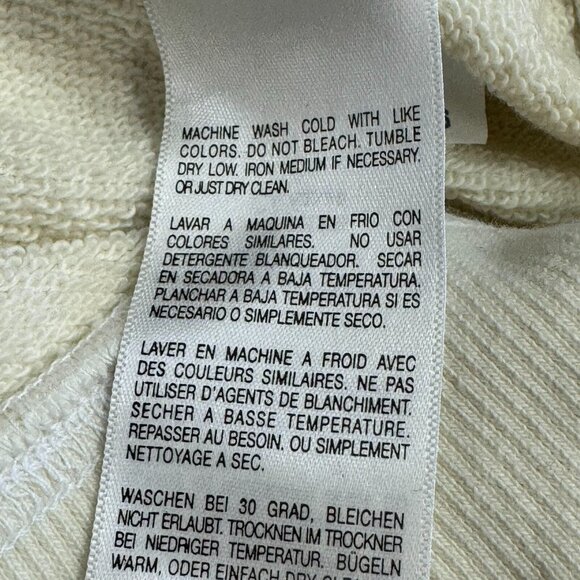 MACHINE WASH COLD WITH LIKE
COLORS. DO NOT BLEACH. TUMBLE
DRY LOW. IRON MEDIUM IF NECESSARY.
OR JUST DRY CLEAN.
LAVAR A MAQUINA EN FRIO CON
COLORES SIMILARES. NO USAR
DETERGENTE BLANQUEADOR. SECAR
EN SECADORA A BAJA TEMPERATURA.
PLANCHAR A BAJA TEMPERATURA SI ES
NECESARIO O SIMPLEMENTE SECO.
LAVER EN MACHINE A FROID AVEC
DES COULEURS SIMILAIRES. NE PAS
UTILISER D'AGENTS DE BLANCHIMENT.
SECHER A BASSE TEMPERATURE.
REPASSER AU BESOIN. OU SIMPLEMENT
NETTOYAGE A SEC.
WASCHEN BEI 30 GRAD, BLEICHEN
NICHT ERLAUBT. TROCKNEN IM TROCKNER
BEI NIEDRIGER TEMPERATUR. BÜGELN
WARM, ODER EINFACH DRY CLEAN